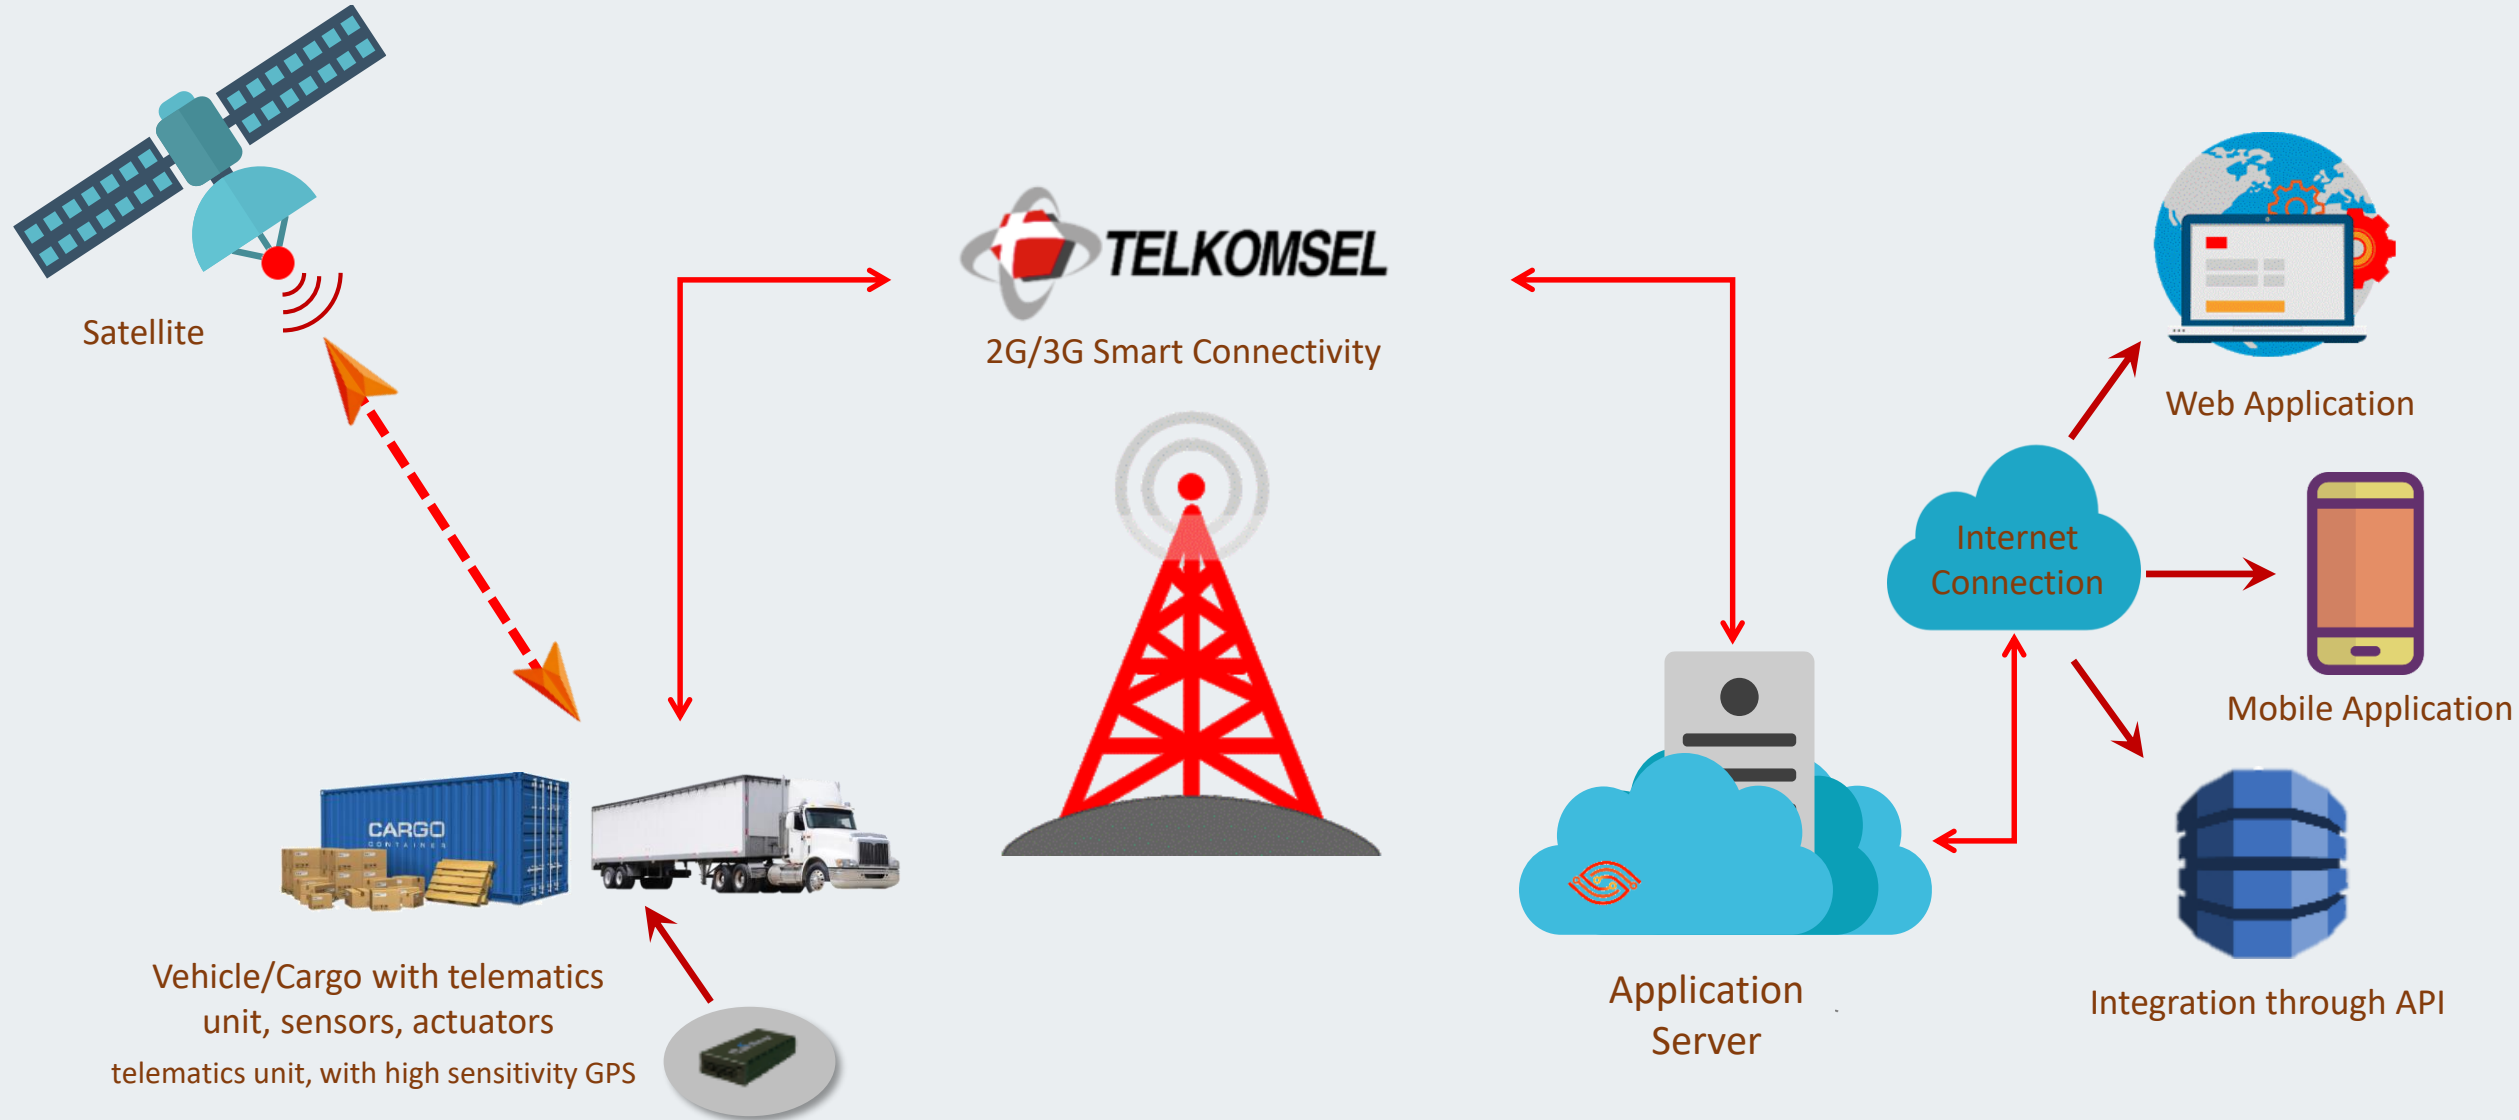 Satellite
TELKOMSEL
2G/3G Smart Connectivity
Web Application
Internet
Connection
Mobile Application
CARGO
CONTAINER
Vehicle/Cargo with telematics
unit, sensors, actuators
telematics unit, with high sensitivity GPS
Application
Server
Integration through API